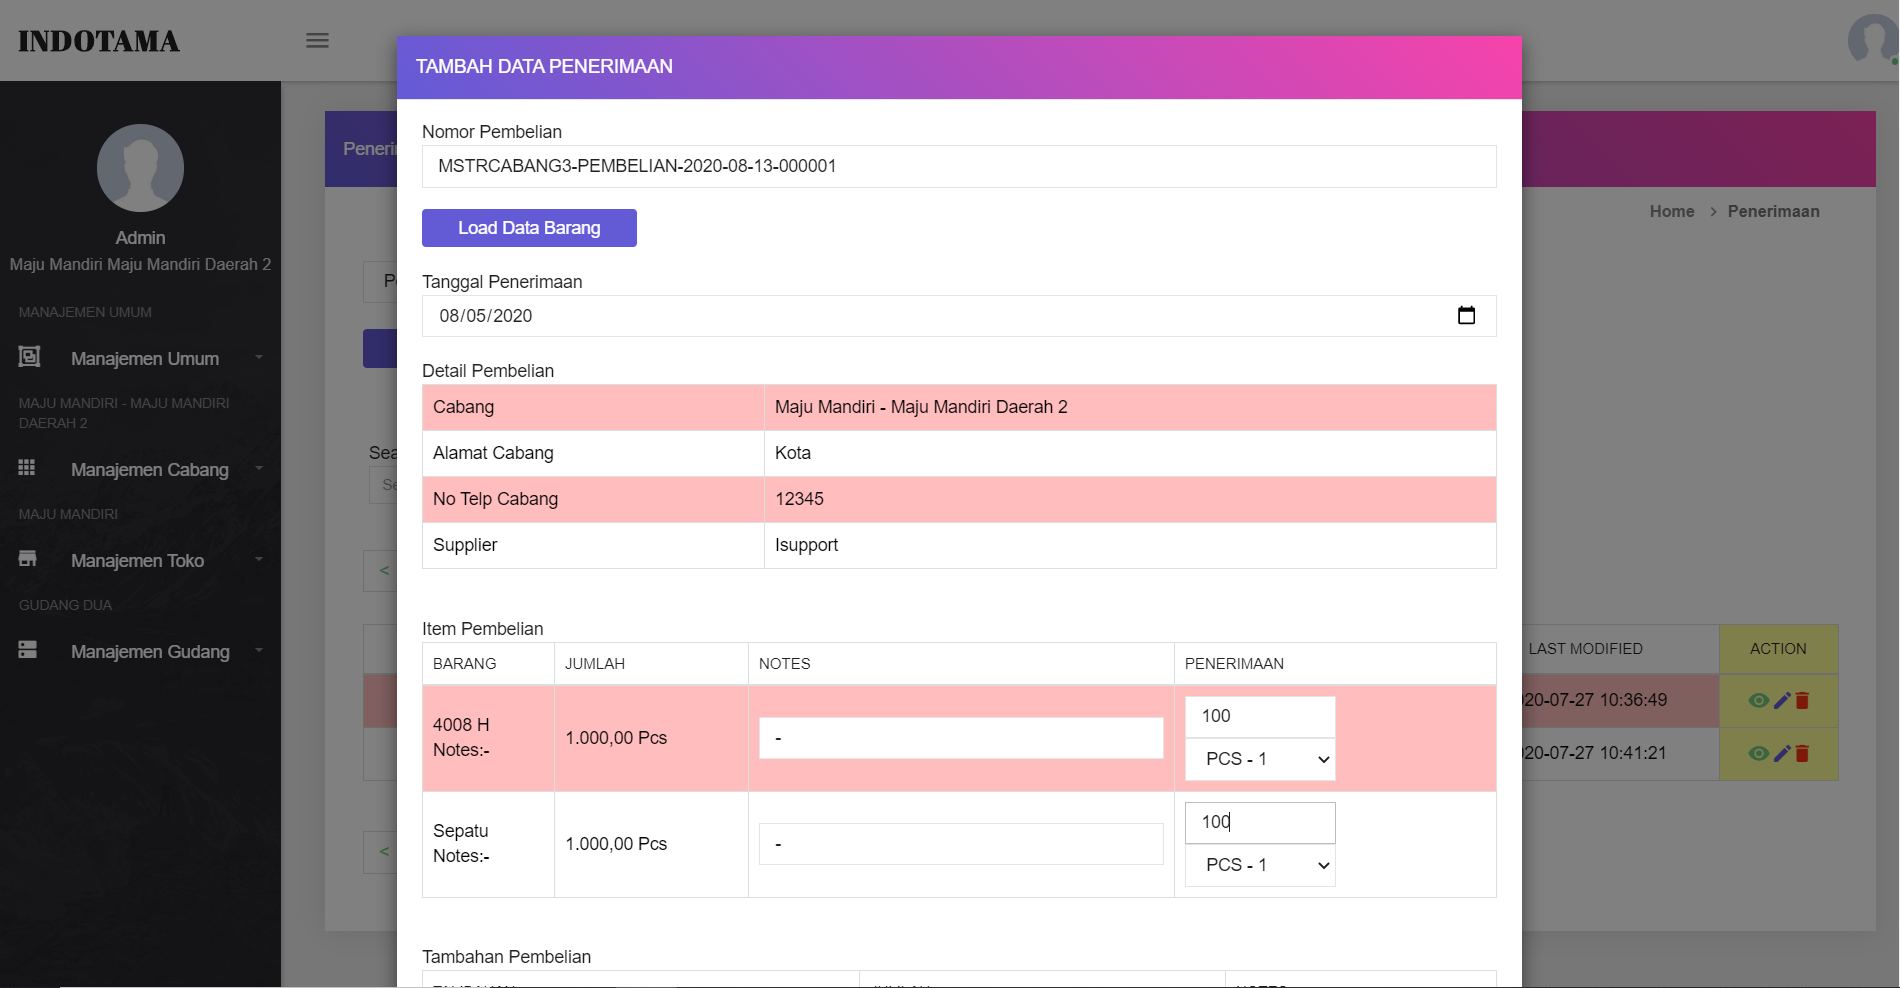 INDOTAMA
TAMBAH DATA PENERIMAAN
Admin
Maju Mandiri Maju Mandiri Daerah 2
MANAJEMEN UMUM
Manajemen Umum
MAJU MANDIRI - MAJU MANDIRI
DAERAH 2
Manajemen Cabang
MAJU MANDIRI
Manajemen Toko
GUDANG DUA
Manajemen Gudang
Home > Penerimaan
Nomor Pembelian
MSTRCABANG3-PEMBELIAN-2020-08-13-000001
Load Data Barang
Tanggal Penerimaan
08/05/2020
Detail Pembelian
Cabang Maju Mandiri - Maju Mandiri Daerah 2
Alamat Cabang Kota
No Telp Cabang 12345
Supplier Isupport
Item Pembelian
BARANG JUMLAH NOTES PENERIMAAN
4008 H
Notes:-
1.000,00 Pcs
-
100
PCS - 1
Sepatu
Notes:-
1.000,00 Pcs
-
100
PCS - 1
Tambahan Pembelian
LAST MODIFIED ACTION
20-07-27 10:36:49
20-07-27 10:41:21